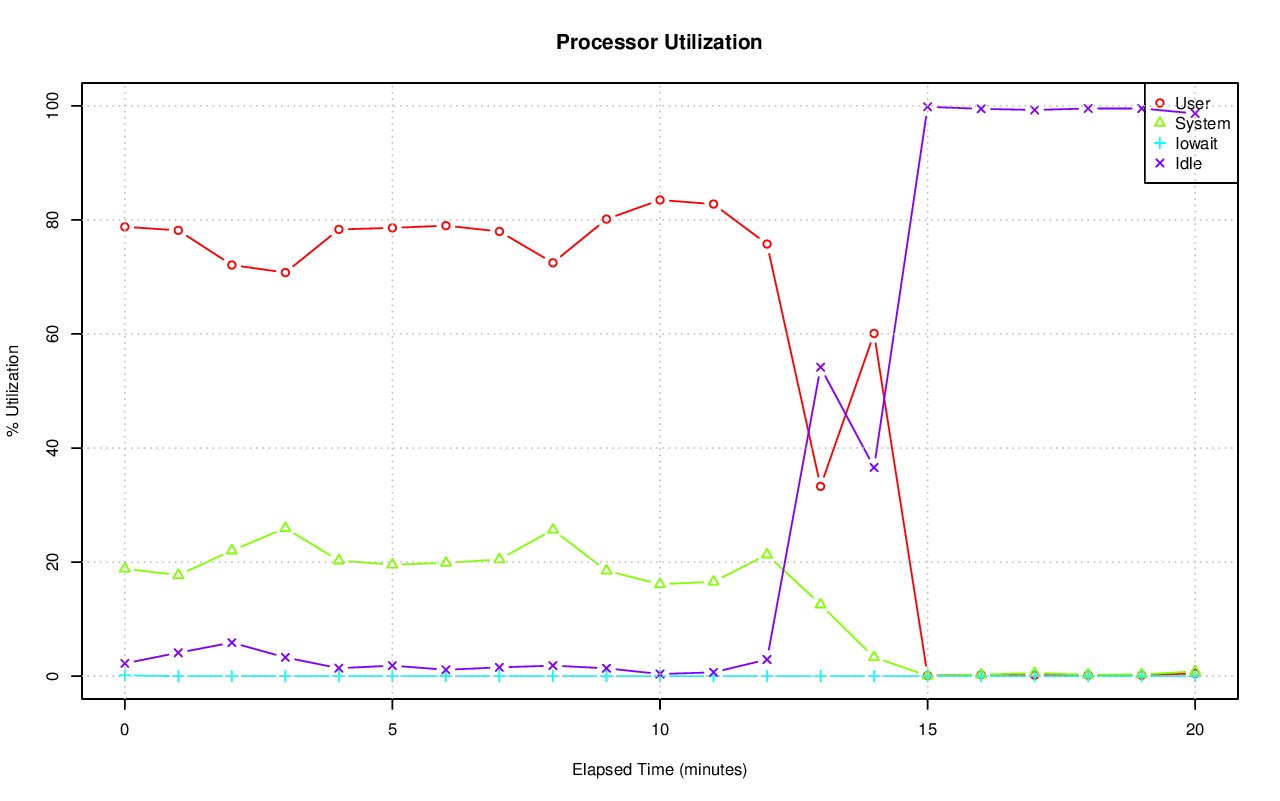 Processor Utilization
User
System
Iowait
Idle
% Utilization
100
80
60
40
20
0
0 5 10 15 20
Elapsed Time (minutes)